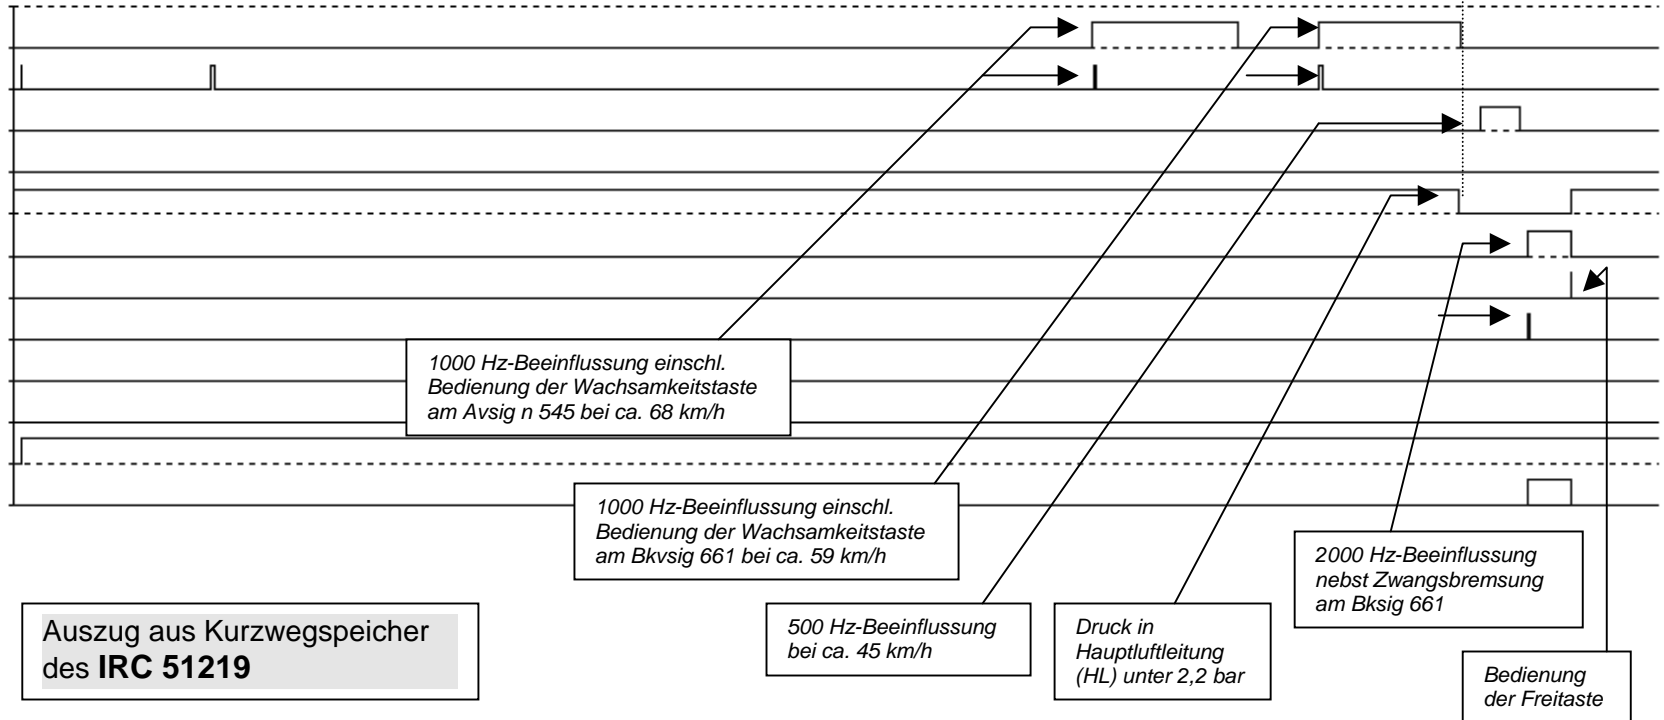 1000 Hz-Beeinflussung einschl.
Bedienung der Wachsamkeitstaste
am Avsig n 545 bei ca. 68 km/h
1000 Hz-Beeinflussung einschl.
Bedienung der Wachsamkeitstaste
am Bkvsig 661 bei ca. 59 km/h
2000 Hz-Beeinflussung
nebst Zwangsbremsung
am Bksig 661
Auszug aus Kurzwegspeicher
des IRC 51219
500 Hz-Beeinflussung
bei ca. 45 km/h
Druck in
Hauptluftleitung
(HL) unter 2,2 bar
Bedienung
der Freitaste